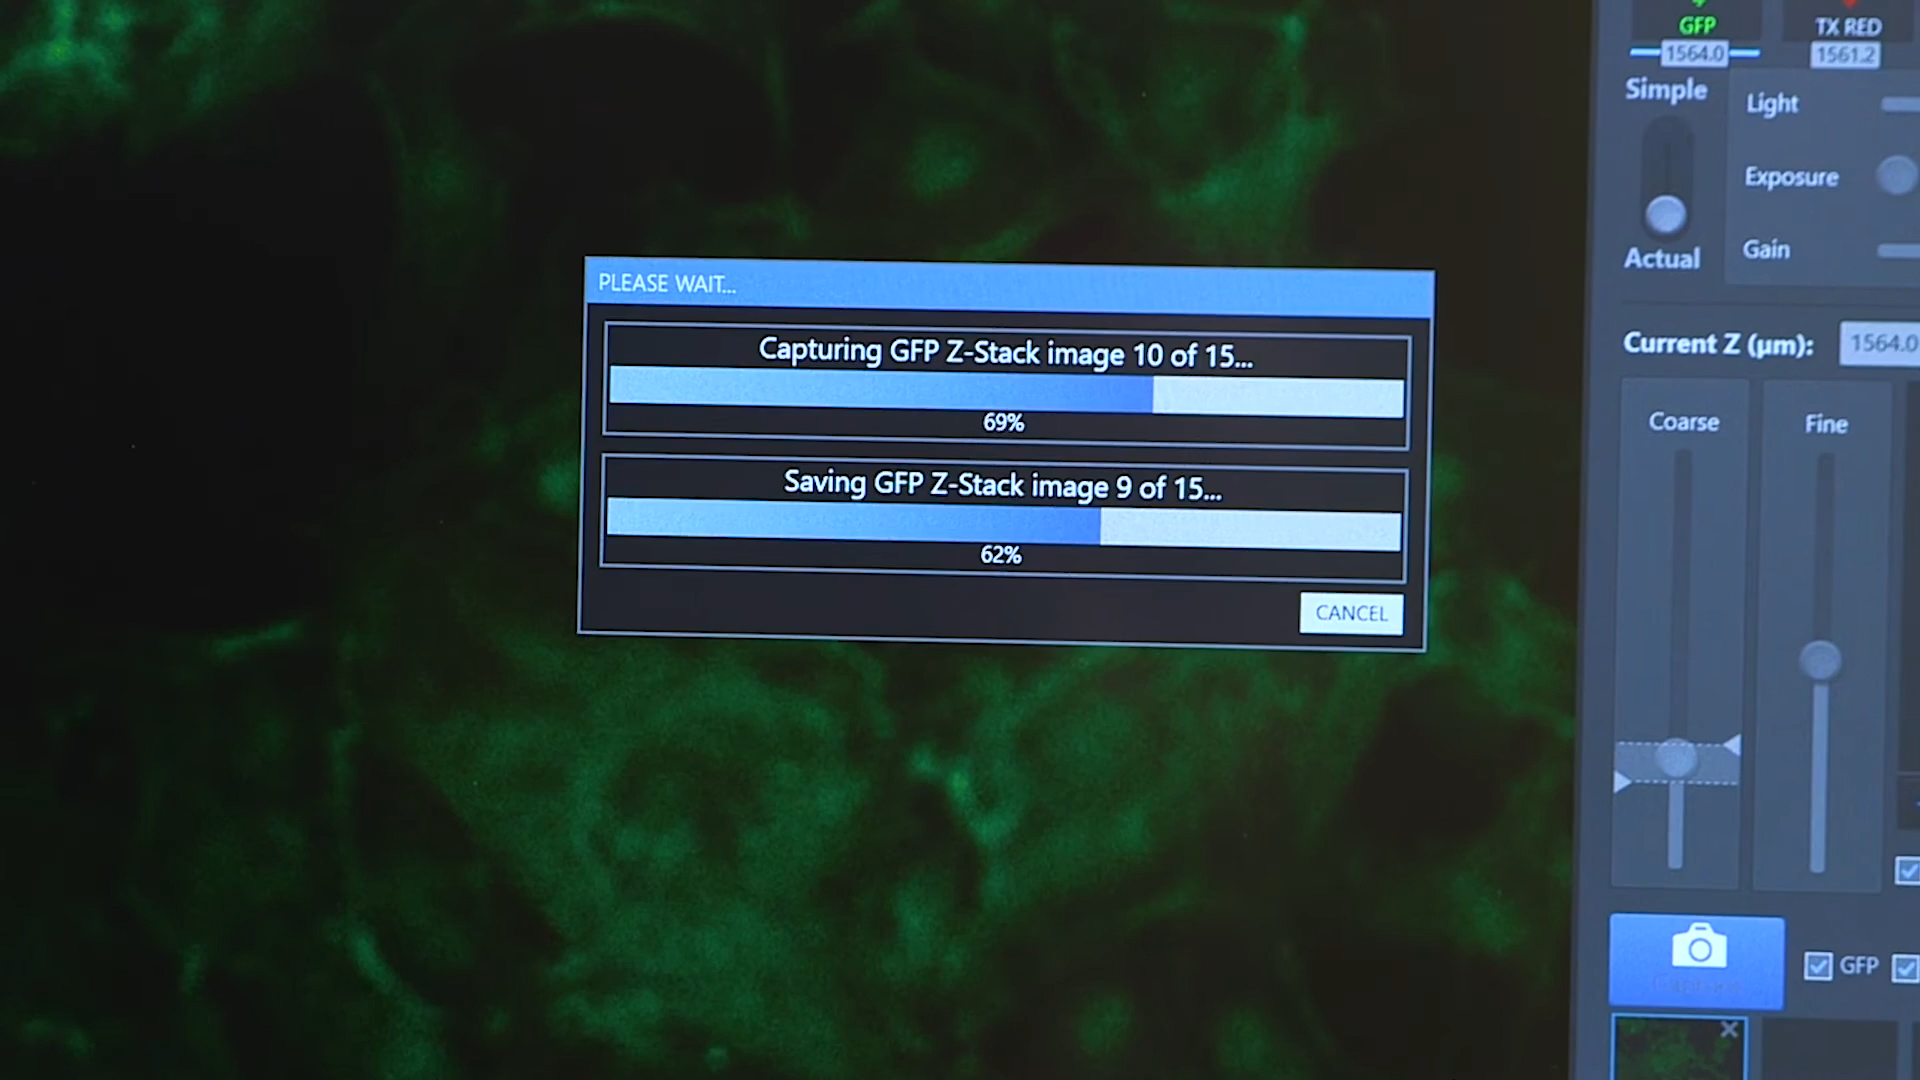 GFP
TX RED
1564.0
1561.2
Simple
Light
Exposure
Actual
Gain
PLEASE WAIT...
Capturing GFP Z-Stack image 10 of 15...
69%
Saving GFP Z-Stack image 9 of 15...
62%
CANCEL
Current Z (µm):
1564.0
Coarse
Fine
GFP